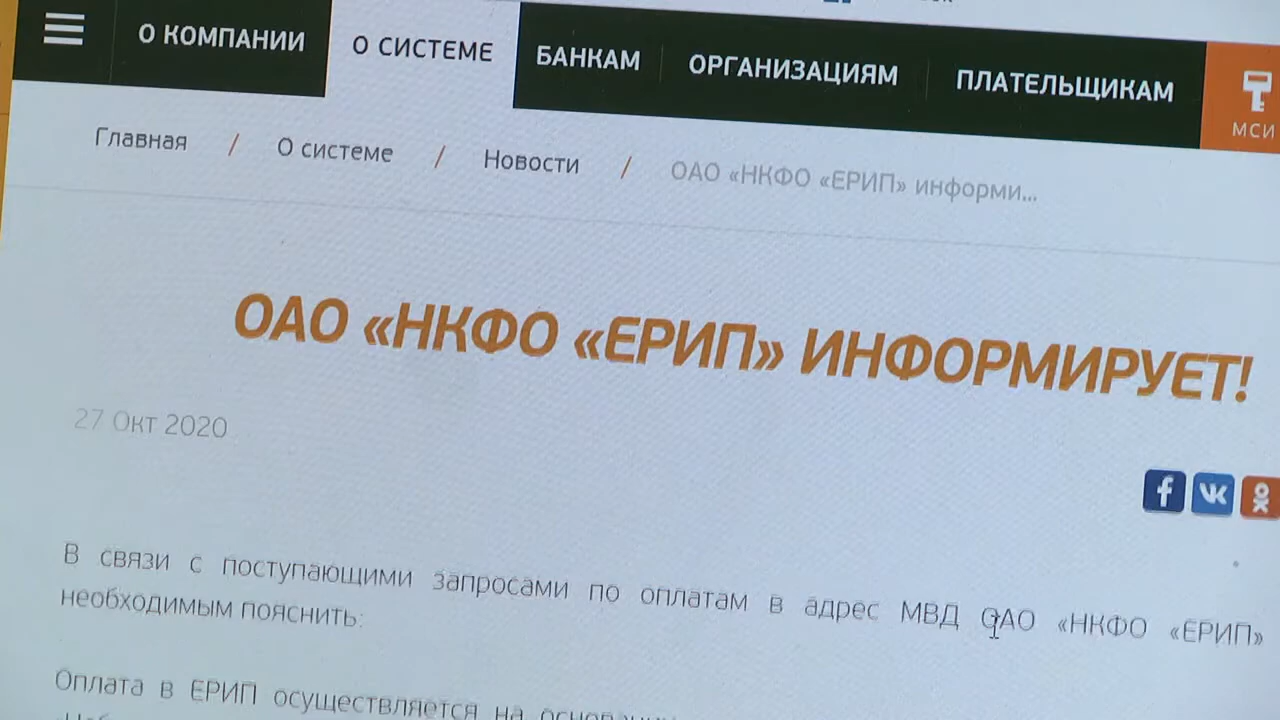 О КОМПАНИИ О СИСТЕМЕ БАНКАМ ОРГАНИЗАЦИЯМ ПЛАТЕЛЬЩИКАМ МСИ
Главная / О системе / Новости / ОАО «НКФО «ЕРИП» информи...
ОАО «НКФО «ЕРИП» ИНФОРМИРУЕТ!
27 Окт 2020
В связи с поступающими запросами по оплатам в адрес МВД ОАО «НКФО «ЕРИП»
необходимым пояснить:
Оплата в ЕРИП осуществляется на